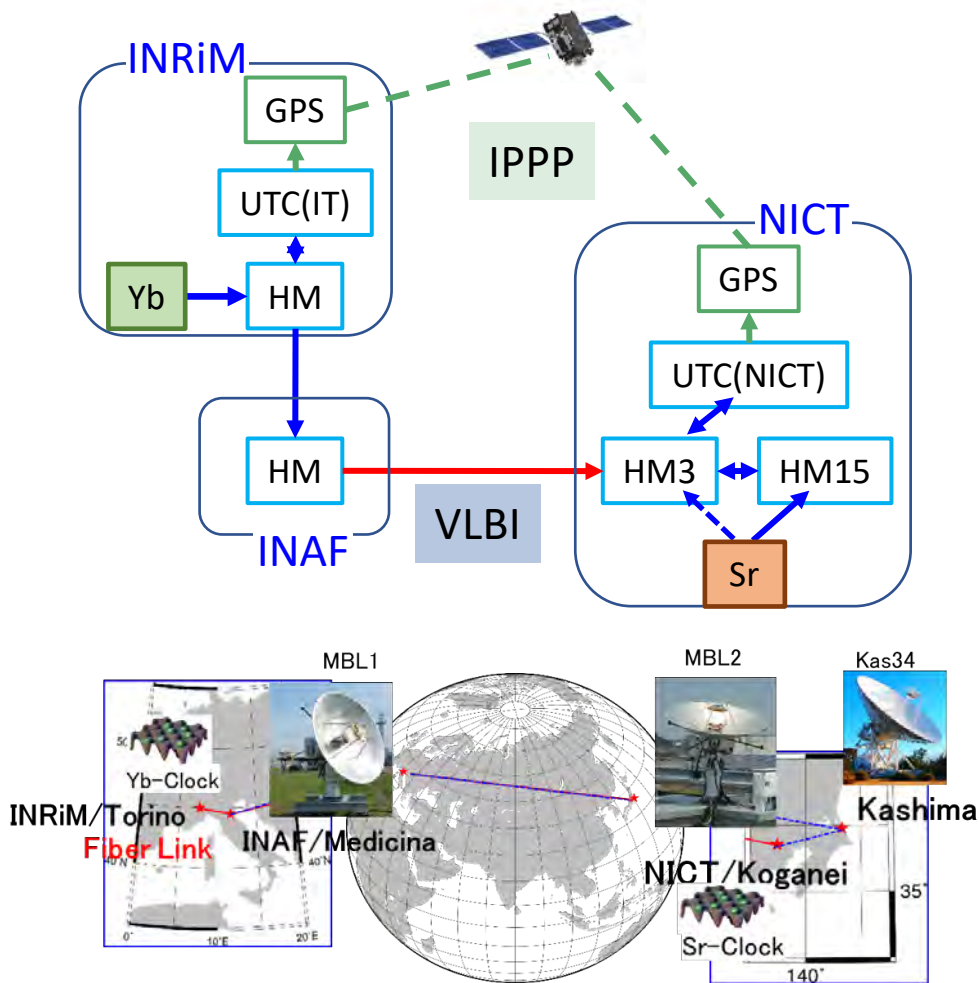 INRiM
GPS
IPPP
UTC(IT)
NICT
Yb
HM
GPS
UTC(NICT)
HM
HM3
HM15
VLBI
INAF
Sr
MBL1
MBL2
Kas34
50
Yb-Clock
INRiM/Torino
Fiber Link
INAF/Medicina
40°N
40°N
0°
10°E
20°E
Kashima
NICT/Koganei
35°
Sr-Clock
140°